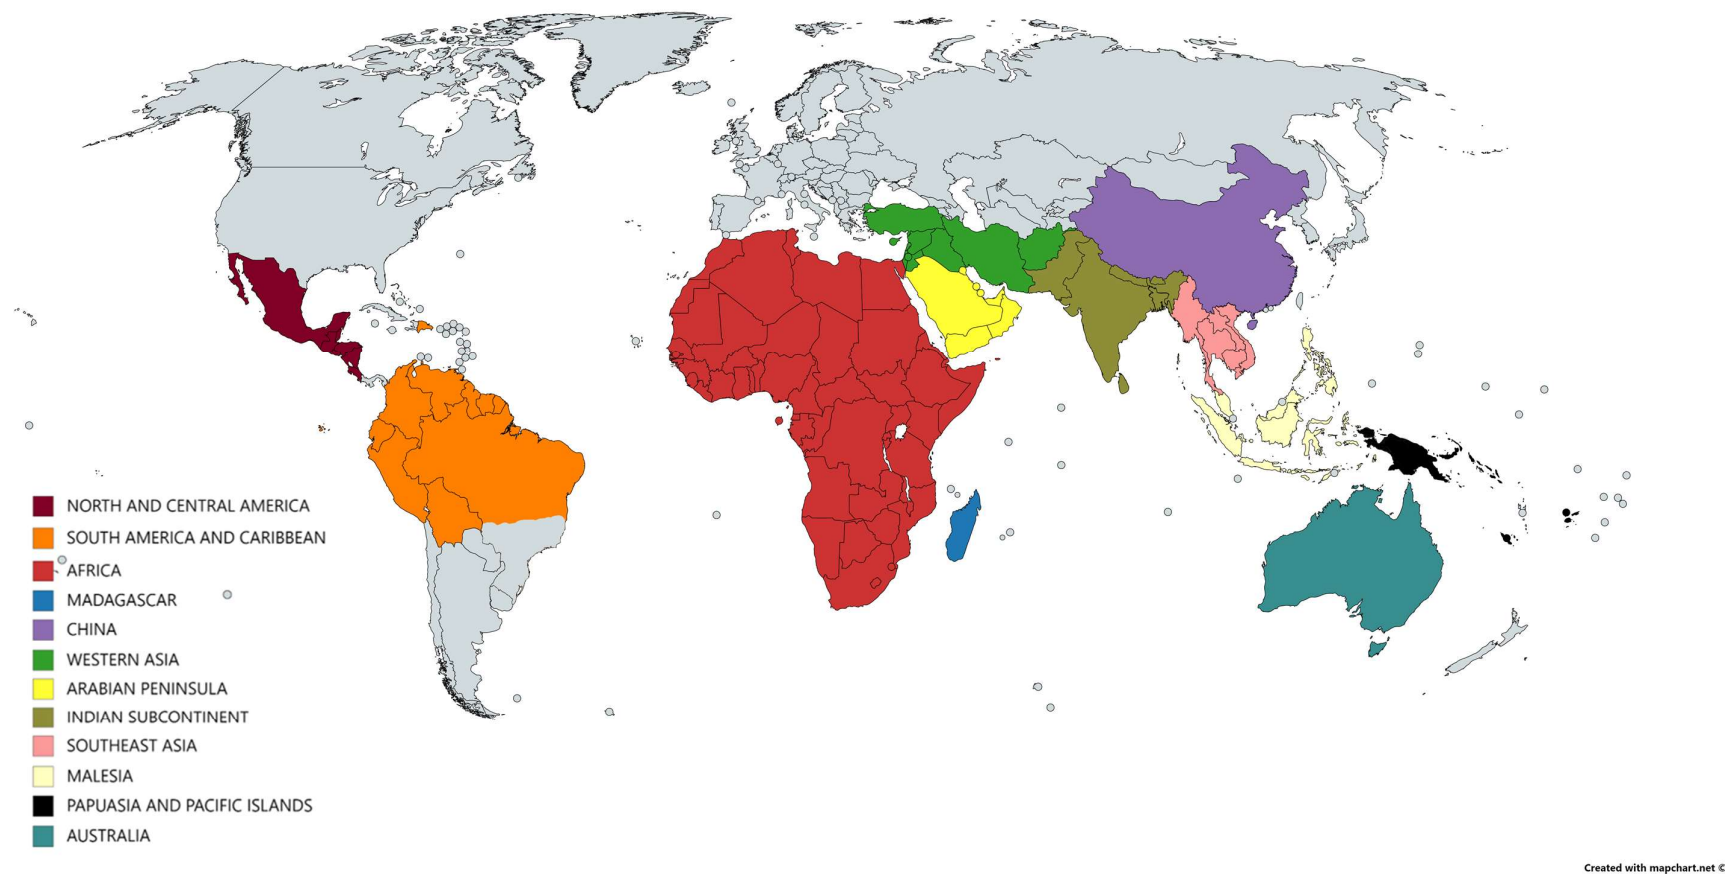 NORTH AND CENTRAL AMERICA
SOUTH AMERICA AND CARIBBEAN
AFRICA
MADAGASCAR
CHINA
WESTERN ASIA
ARABIAN PENINSULA
INDIAN SUBCONTINENT
SOUTHEAST ASIA
MALESIA
PAPUASIA AND PACIFIC ISLANDS
AUSTRALIA
Created with mapchart.net ©